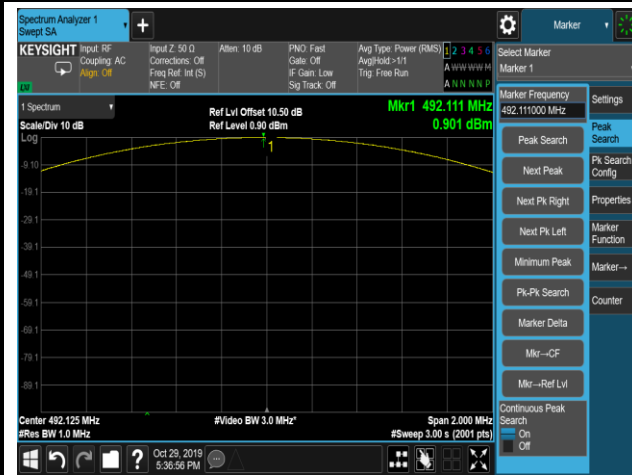 Spectrum Analyzer 1
Swept SA
Marker
KEYSIGHT
Input: RF
Coupling: AC
Align: Off
Input Z: 50 Ω
Corrections: Off
Freq Ref: Int (S)
NFE: Off
Atten: 10 dB
PNO: Fast
Gate: Off
IF Gain: Low
Sig Track: Off
Avg Type: Power (RMS)
Avg|Hold:>1/1
Trig: Free Run
1 2 3 4 5 6
A W W W W M
A N N N N P
LXI
Select Marker
Marker 1
1 Spectrum
Scale/Div 10 dB
Log
Ref Lvl Offset 10.50 dB
Ref Level 0.90 dBm
Mkr1 492.111 MHz
0.901 dBm
1
-9.10
-19.1
-29.1
-39.1
-49.1
-59.1
-69.1
-79.1
-89.1
Center 492.125 MHz
#Res BW 1.0 MHz
#Video BW 3.0 MHz*
Span 2.000 MHz
#Sweep 3.00 s (2001 pts)
Marker Frequency
492.111000 MHz
Peak Search
Next Peak
Next Pk Right
Next Pk Left
Minimum Peak
Pk-Pk Search
Marker Delta
Mkr→CF
Mkr→Ref Lvl
Continuous Peak
Search
On
Off
Settings
Peak
Search
Pk Search
Config
Properties
Marker
Function
Marker→
Counter
Oct 29, 2019
5:36:56 PM